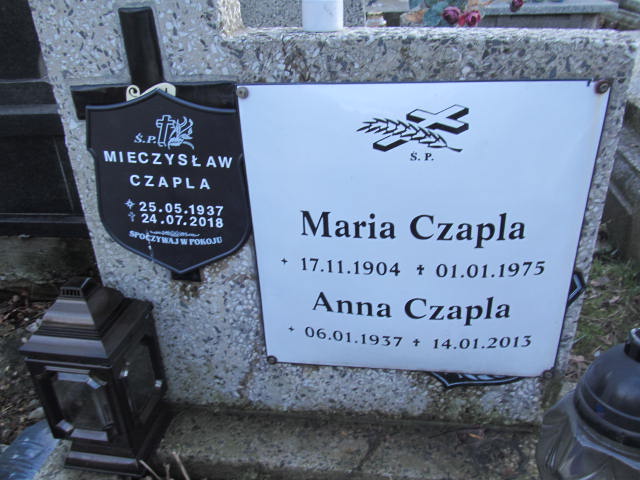 Ś.P.
MIECZYSŁAW
CZAPLA
25.05.1937
24.07.2018
SPOCZYWAJ W POKOJU
Ś.P.
Maria Czapla
17.11.1904 01.01.1975
Anna Czapla
06.01.1937 14.01.2013